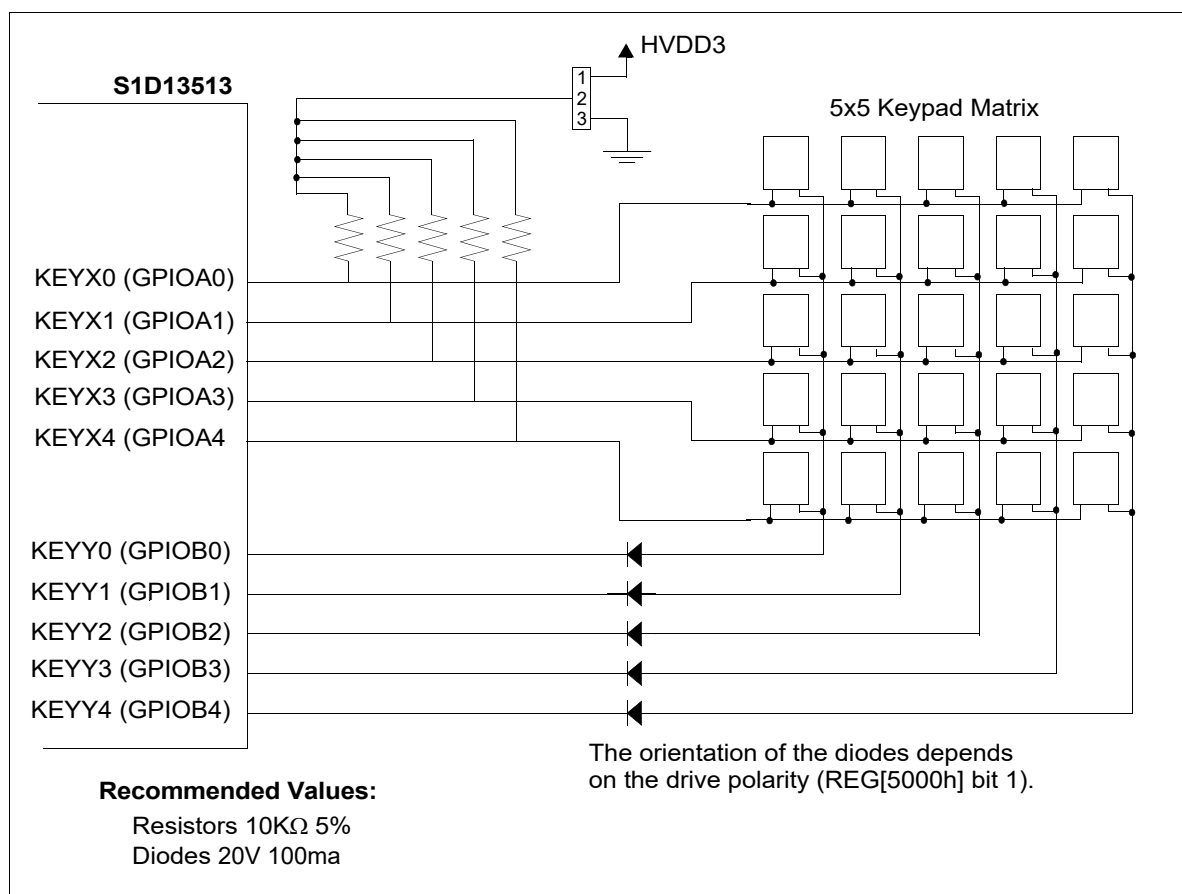 HVDD3
S1D13513
1
2
3
5x5 Keypad Matrix
KEYX0 (GPIOA0)
KEYX1 (GPIOA1)
KEYX2 (GPIOA2)
KEYX3 (GPIOA3)
KEYX4 (GPIOA4
KEYY0 (GPIOB0)
KEYY1 (GPIOB1)
KEYY2 (GPIOB2)
KEYY3 (GPIOB3)
KEYY4 (GPIOB4)
The orientation of the diodes depends
on the drive polarity (REG[5000h] bit 1).
Recommended Values:
Resistors 10KΩ 5%
Diodes 20V 100ma